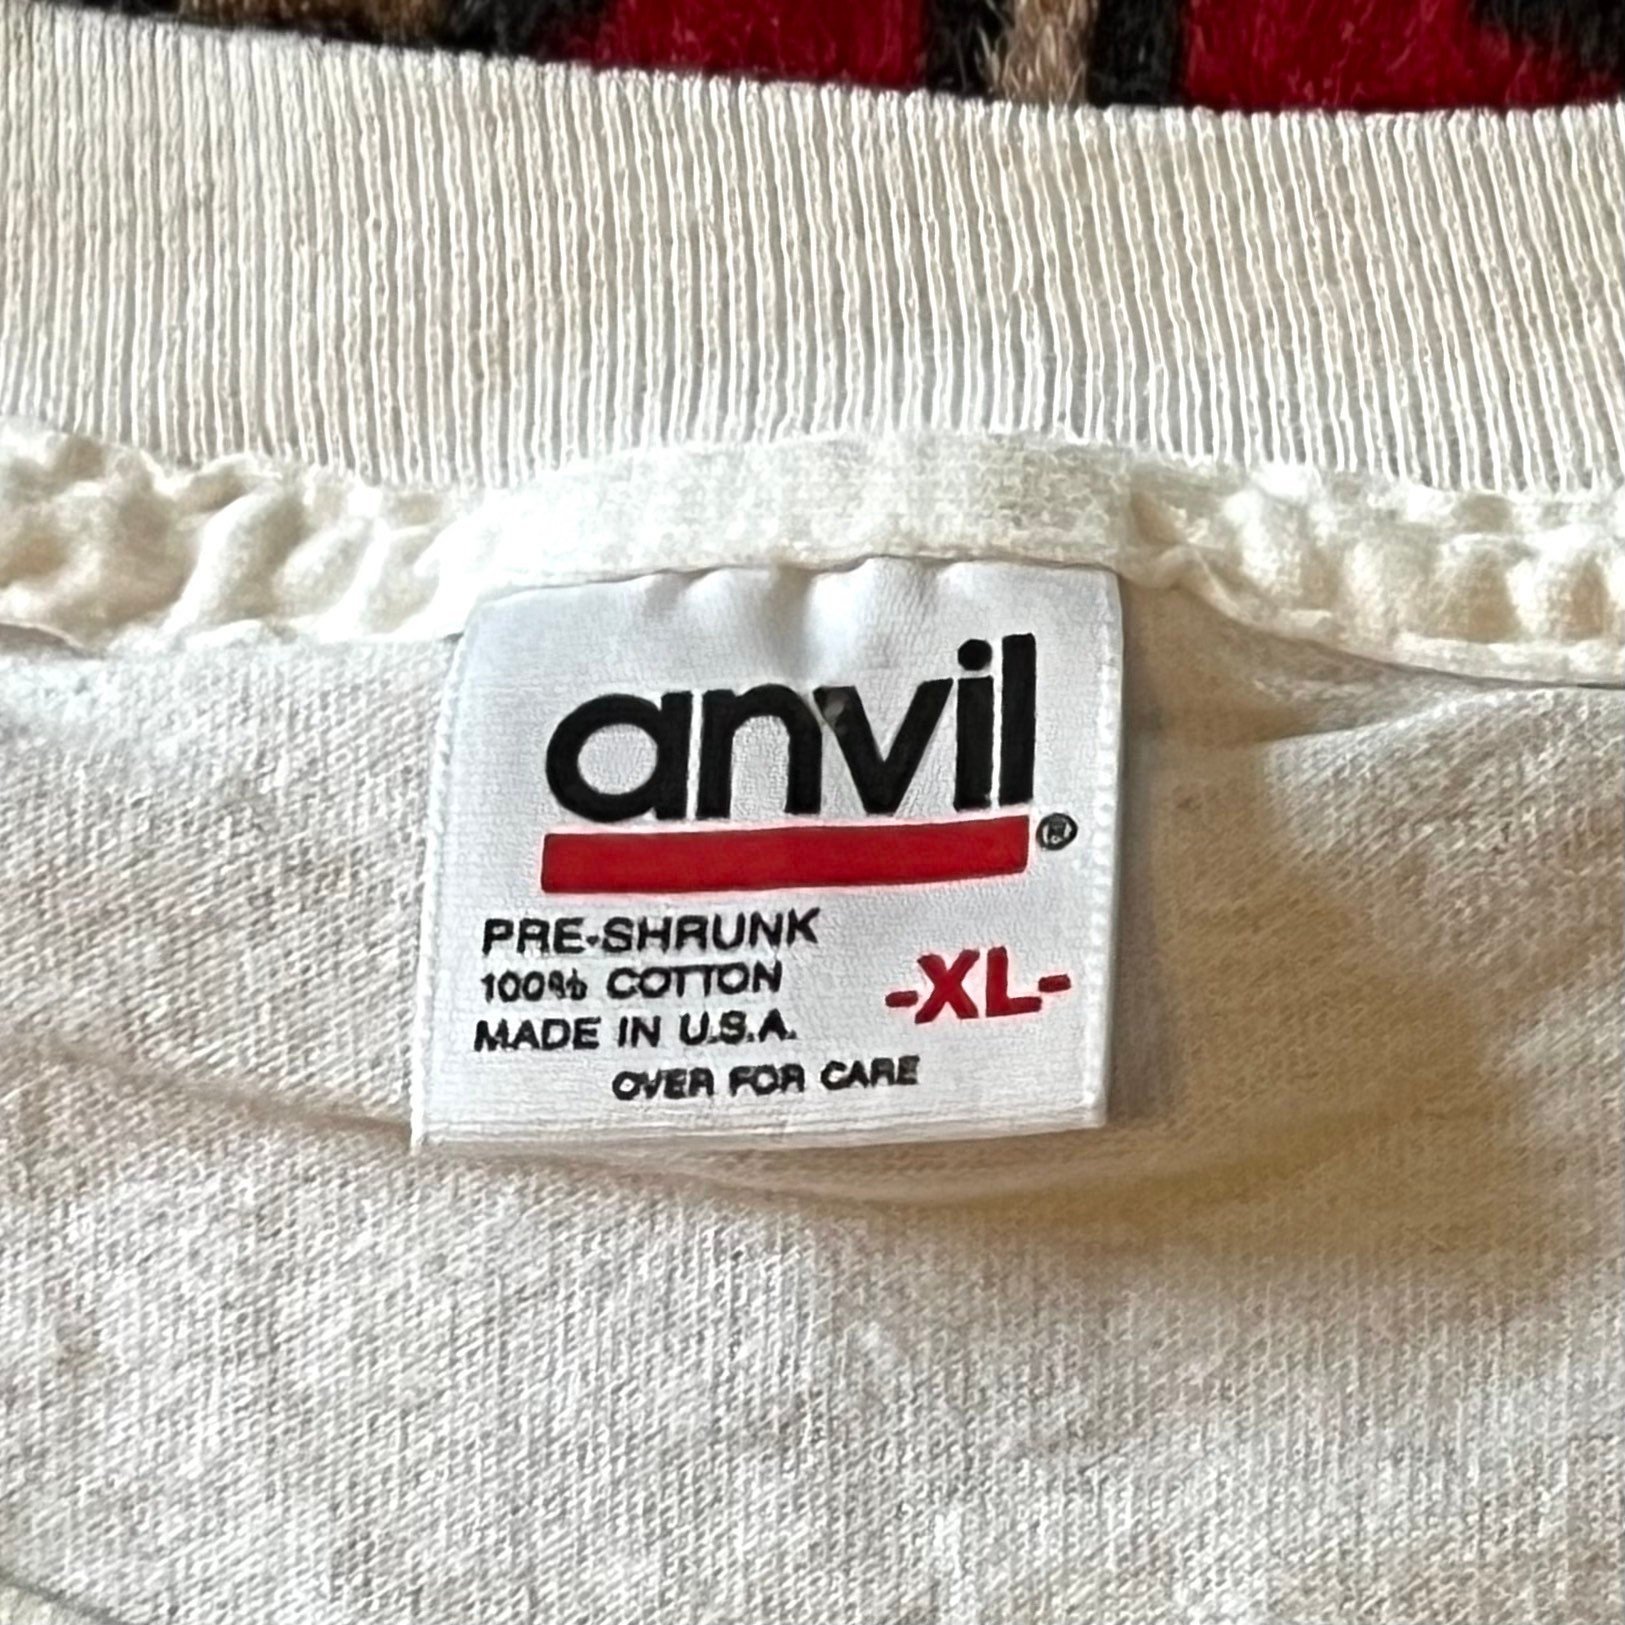 anvil®
PRE-SHRUNK
100% COTTON
-XL-
MADE IN U.S.A.
OVER FOR CARE